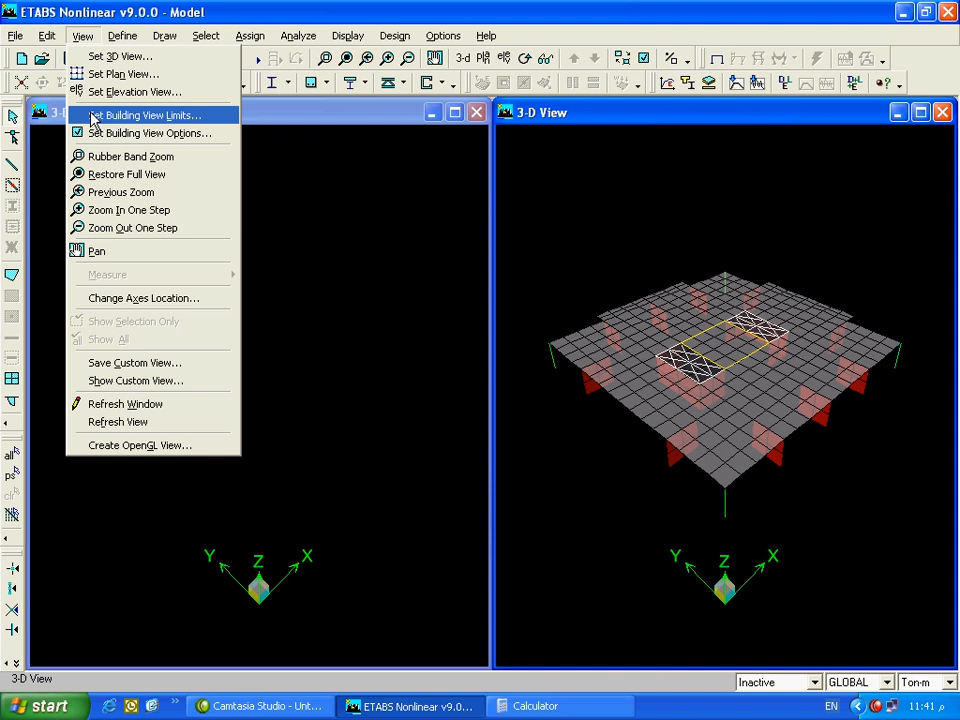 ETABS Nonlinear v9.0.0 - Model
File Edit View Define Draw Select Assign Analyze Display Design Options Help
3-d
Set 3D View...
Set Plan View...
Set Elevation View...
Set Building View Limits...
Set Building View Options...
Rubber Band Zoom
Restore Full View
Previous Zoom
Zoom In One Step
Zoom Out One Step
Pan
Measure
Change Axes Location...
Show Selection Only
Show All
Save Custom View...
Show Custom View...
Refresh Window
Refresh View
Create OpenGL View...
3-D View
all
ps
clr
Y Z X
Y Z X
3-D View
Inactive GLOBAL Ton-m
start
Camtasia Studio - Unt...
ETABS Nonlinear v9.0...
Calculator
EN
11:41 م